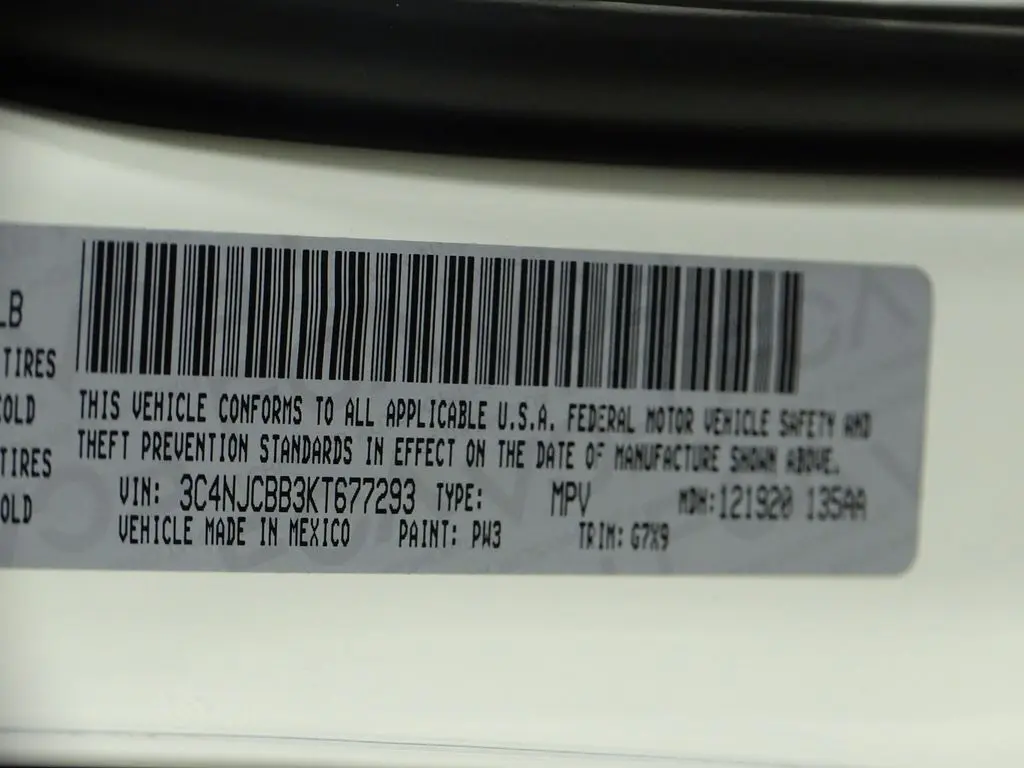 LB
TIRES
COLD
TIRES
OLD
THIS VEHICLE CONFORMS TO ALL APPLICABLE U.S.A. FEDERAL MOTOR VEHICLE SAFETY AND
THEFT PREVENTION STANDARDS IN EFFECT ON THE DATE OF MANUFACTURE SHOWN ABOVE.
VIN: 3C4NJCBB3KT677293 TYPE: MPV MDH: 121920 135AA
VEHICLE MADE IN MEXICO PAINT: PW3 TRIM: G7X9